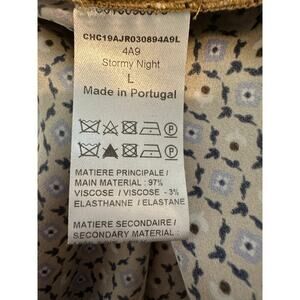 CHC19AJR030894A9L
4A9
Stormy Night
L
Made in Portugal
P
P
MATIERE PRINCIPALE /
MAIN MATERIAL : 97%
VISCOSE / VISCOSE - 3%
ELASTHANNE / ELASTANE
MATIERE SECONDAIRE /
SECONDARY MATERIAL :